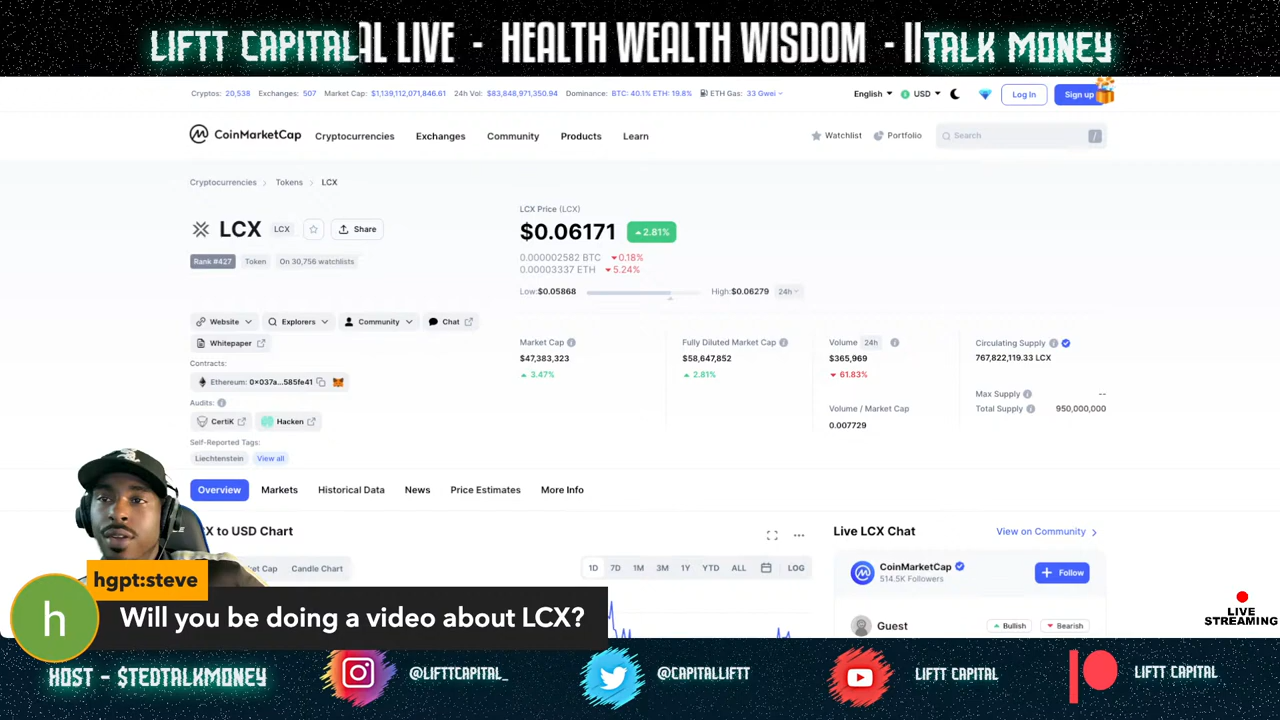 LIFTT CAPITAL
AL LIVE - HEALTH WEALTH WISDOM -
TALK MONEY
Cryptos: 20,538 Exchanges: 507 Market Cap: $1,139,112,071,846.61 24h Vol: $83,848,971,350.94 Dominance: BTC: 40.1% ETH: 19.8% ETH Gas: 33 Gwei
English USD Log In Sign up
CoinMarketCap Cryptocurrencies Exchanges Community Products Learn Watchlist Portfolio Search /
Cryptocurrencies > Tokens > LCX
LCX LCX Share
Rank #427 Token On 30,756 watchlists
Website Explorers Community Chat
Whitepaper
Contracts:
Ethereum: 0x037a...585fe41
Audits:
CertiK Hacken
Self-Reported Tags:
Liechtenstein View all
LCX Price (LCX)
$0.06171 2.81%
0.000002582 BTC 0.18%
0.00003337 ETH 5.24%
Low: $0.05868 High: $0.06279 24h
Market Cap
$47,383,323
3.47%
Fully Diluted Market Cap
$58,647,852
2.81%
Volume 24h
$365,969
61.83%
Volume / Market Cap
0.007729
Circulating Supply
767,822,119.33 LCX
Max Supply --
Total Supply 950,000,000
Overview Markets Historical Data News Price Estimates More Info
X to USD Chart
Cap Candle Chart
1D 7D 1M 3M 1Y YTD ALL LOG
Live LCX Chat View on Community >
CoinMarketCap
514.5K Followers
+ Follow
Guest Bullish Bearish
hgpt:steve
h
Will you be doing a video about LCX?
LIVE
STREAMING
HOST - $TEDTALKMONEY @LIFTTCAPITAL_ @CAPITALLIFTT LIFTT CAPITAL LIFTT CAPITAL